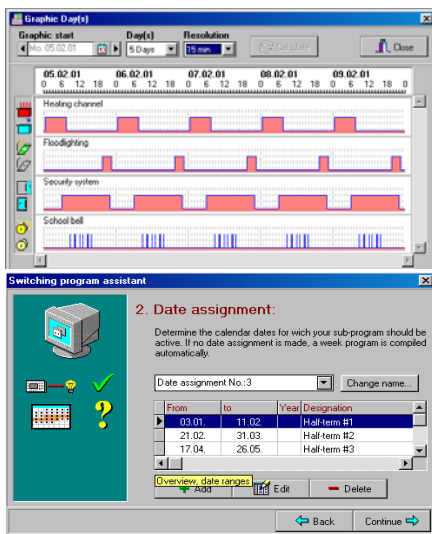 Graphic Day(s)
Graphic start Day(s) Resolution
Mo. 05.02.01 5 Days 15 min Calculate Close
05.02.01 06.02.01 07.02.01 08.02.01 09.02.01
0 6 12 18 0 6 12 18 0 6 12 18 0 6 12 18 0 6 12 18 0
Heating channel
Floodlighting
Security system
School bell
Switching program assistant
2. Date assignment:
Determine the calendar dates for wich your sub-program should be
active. If no date assignment is made, a week program is compiled
automatically.
Date assignment No.:3 Change name...
From to Year Designation
03.01. 11.02. Half-term #1
21.02. 31.03. Half-term #2
17.04. 26.05. Half-term #3
Overview, date ranges
Add Edit Delete
Back Continue